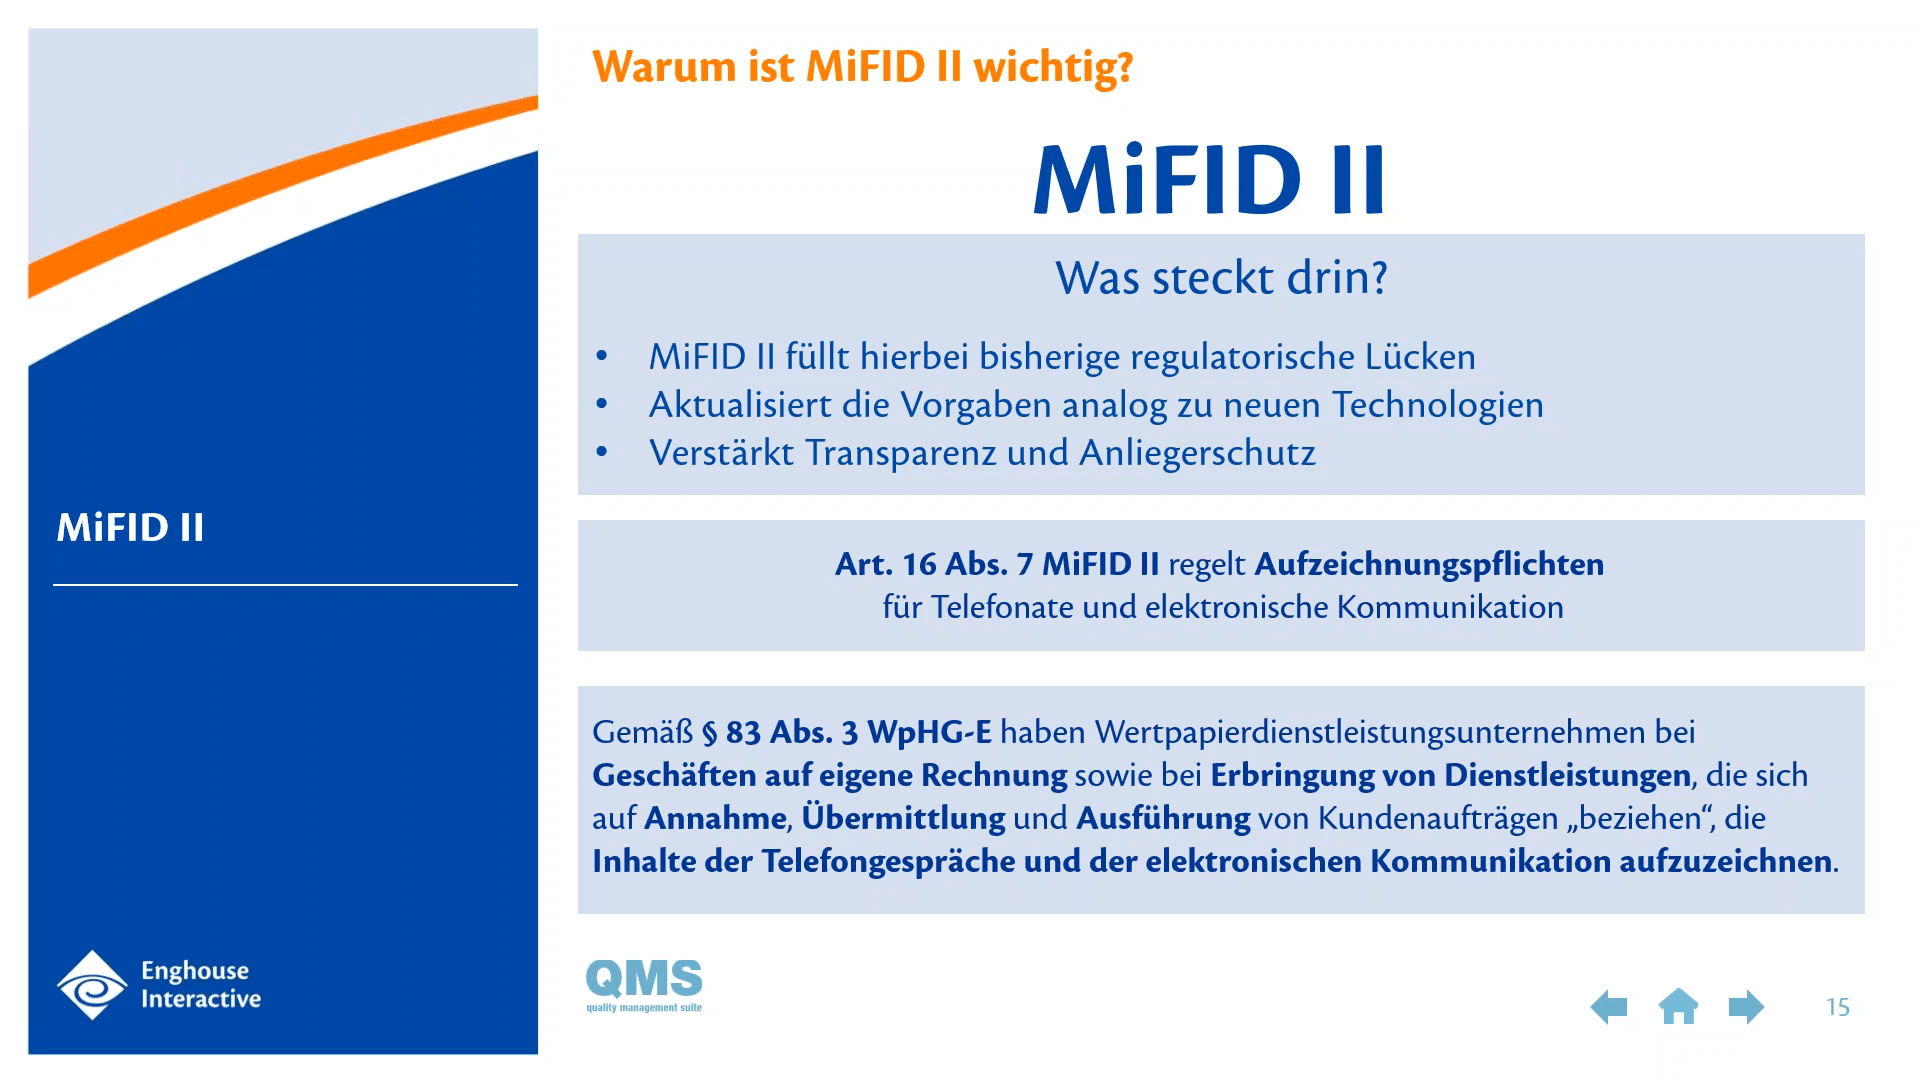 Warum ist MiFID II wichtig?
MiFID II
Was steckt drin?
• MiFID II füllt hierbei bisherige regulatorische Lücken
• Aktualisiert die Vorgaben analog zu neuen Technologien
• Verstärkt Transparenz und Anliegerschutz
MiFID II
Art. 16 Abs. 7 MiFID II regelt Aufzeichnungspflichten
für Telefonate und elektronische Kommunikation
Gemäß § 83 Abs. 3 WpHG-E haben Wertpapierdienstleistungsunternehmen bei
Geschäften auf eigene Rechnung sowie bei Erbringung von Dienstleistungen, die sich
auf Annahme, Übermittlung und Ausführung von Kundenaufträgen „beziehen“, die
Inhalte der Telefongespräche und der elektronischen Kommunikation aufzuzeichnen.
Enghouse
Interactive
QMS
quality management suite
15